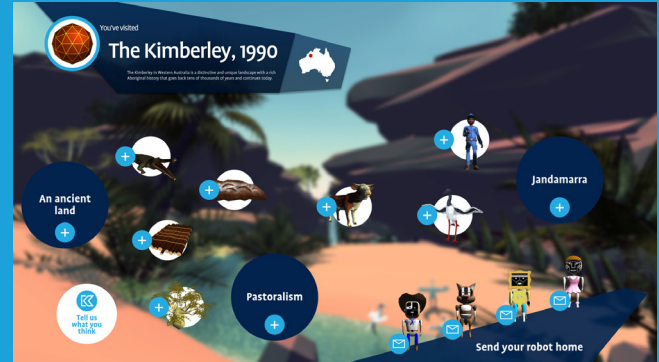 You've visited
The Kimberley, 1990
The Kimberley in Western Australia is a distinctive and unique landscape with a rich
Aboriginal history that goes back tens of thousands of years and continues today.
An ancient
land
Jandamarra
Pastoralism
Tell us
what you
think
Send your robot home